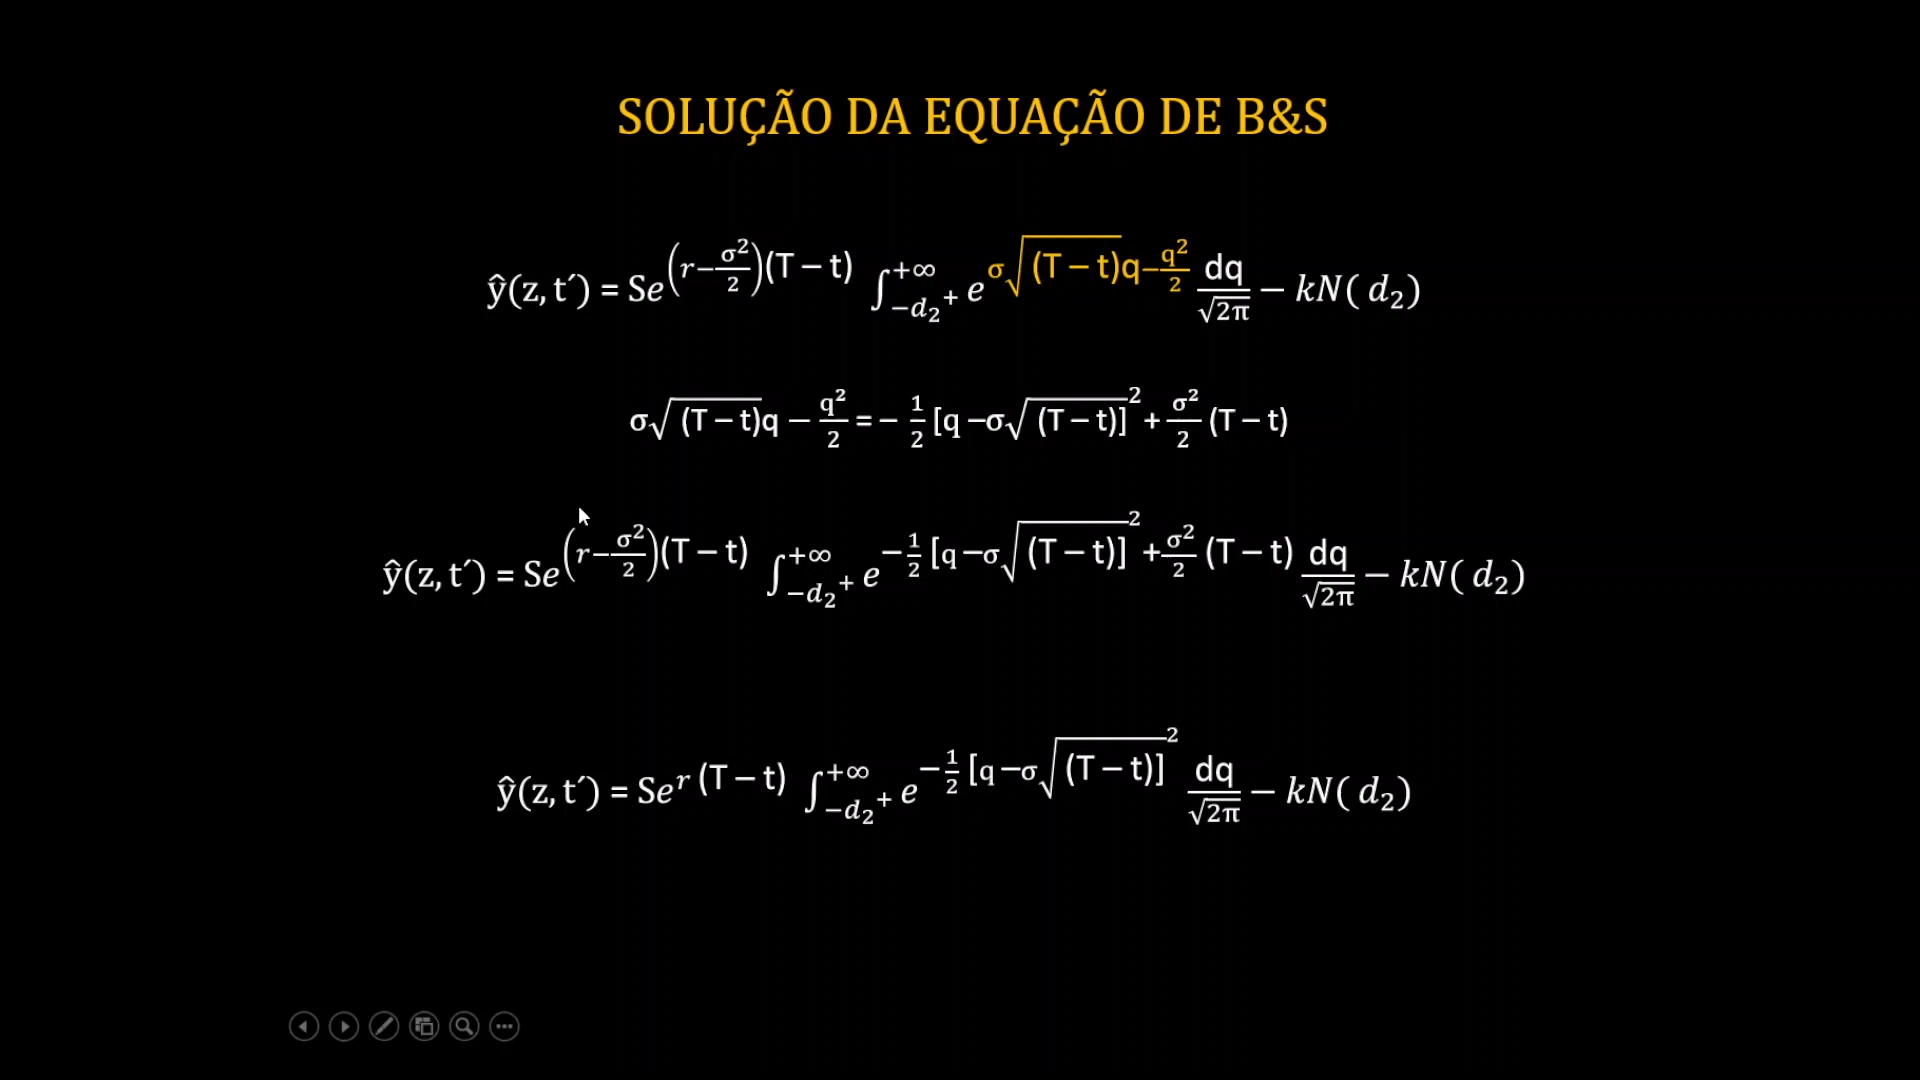 SOLUÇÃO DA EQUAÇÃO DE B&S
ŷ(z, t´) = Se^(r−σ²/2)(T − t) ∫_{−d₂⁺}^{+∞} e^{σ√(T − t)q−q²/2} dq/√2π − kN( d₂)
σ√(T − t)q − q²/2 = − 1/2 [q −σ√(T − t)]² + σ²/2 (T − t)
ŷ(z, t´) = Se^(r−σ²/2)(T − t) ∫_{−d₂⁺}^{+∞} e^{−1/2 [q−σ√(T − t)]² +σ²/2 (T − t)} dq/√2π − kN( d₂)
ŷ(z, t´) = Se^{r (T − t)} ∫_{−d₂⁺}^{+∞} e^{−1/2 [q−σ√(T − t)]²} dq/√2π − kN( d₂)